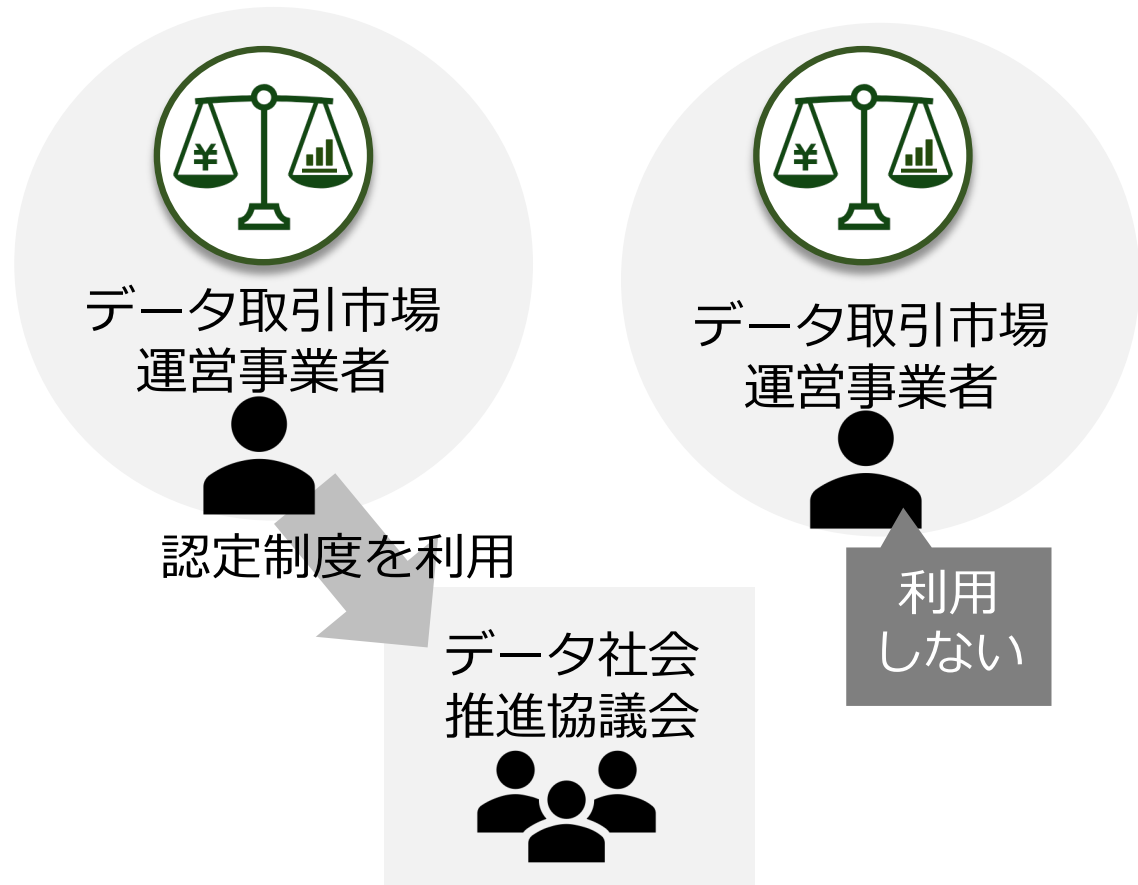 ¥
データ取引市場
運営事業者
認定制度を利用
¥
データ取引市場
運営事業者
利用
しない
データ社会
推進協議会